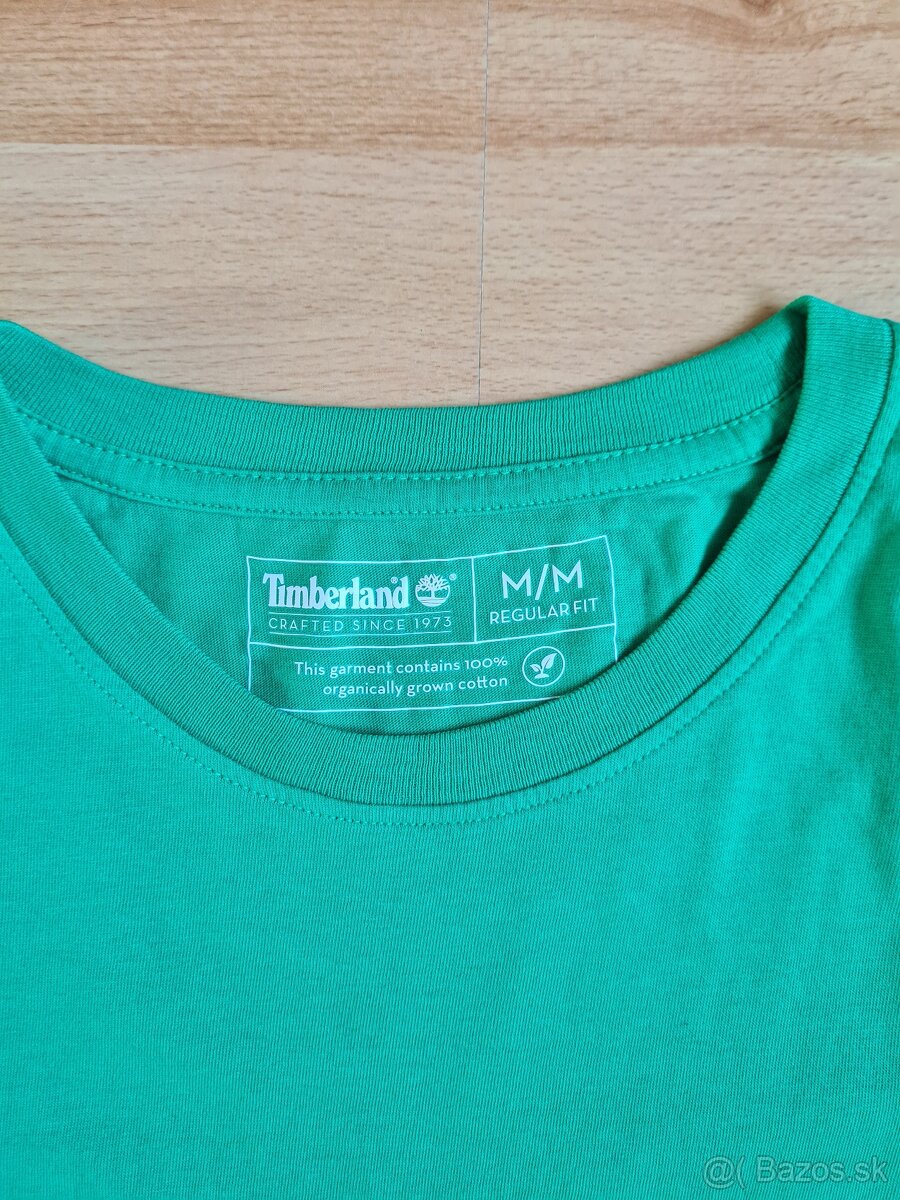 Timberland®
CRAFTED SINCE 1973
M/M
REGULAR FIT
This garment contains 100%
organically grown cotton
@( Bazos.sk